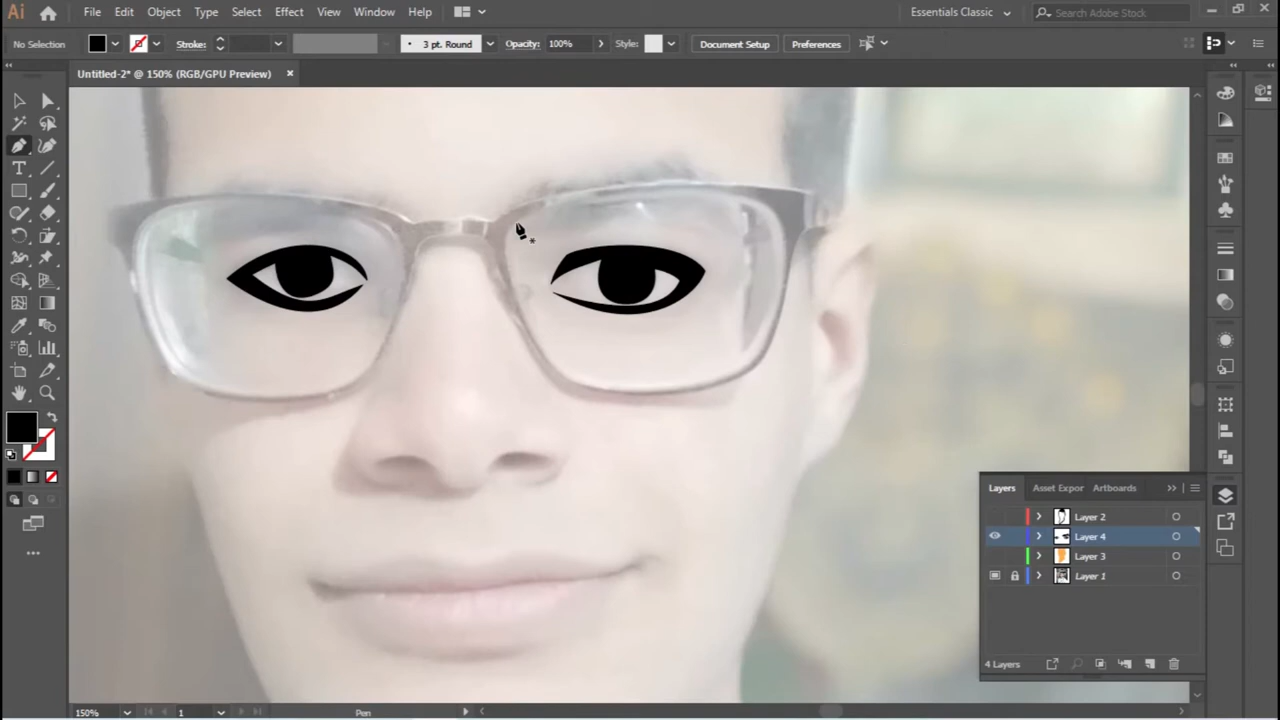 Ai File Edit Object Type Select Effect View Window Help Essentials Classic Search Adobe Stock
No Selection Stroke: 3 pt. Round Opacity: 100% Style: Document Setup Preferences
Untitled-2* @ 150% (RGB/GPU Preview)
Layers Asset Expor Artboards
Layer 2
Layer 4
Layer 3
Layer 1
4 Layers
150% 1 Pen